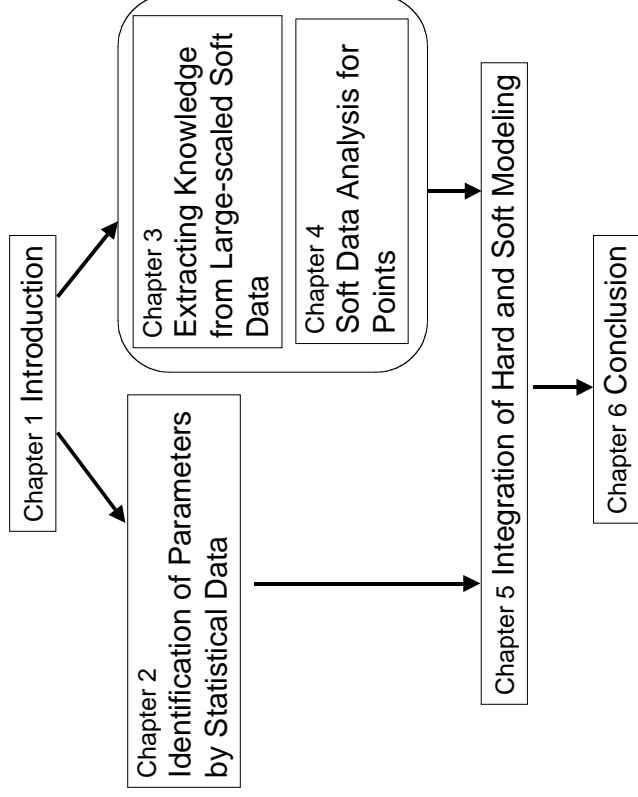 Chapter 1 Introduction
Chapter 2
Identification of Parameters
by Statistical Data
Chapter 3
Extracting Knowledge
from Large-scaled Soft
Data
Chapter 4
Soft Data Analysis for
Points
Chapter 5 Integration of Hard and Soft Modeling
Chapter 6 Conclusion